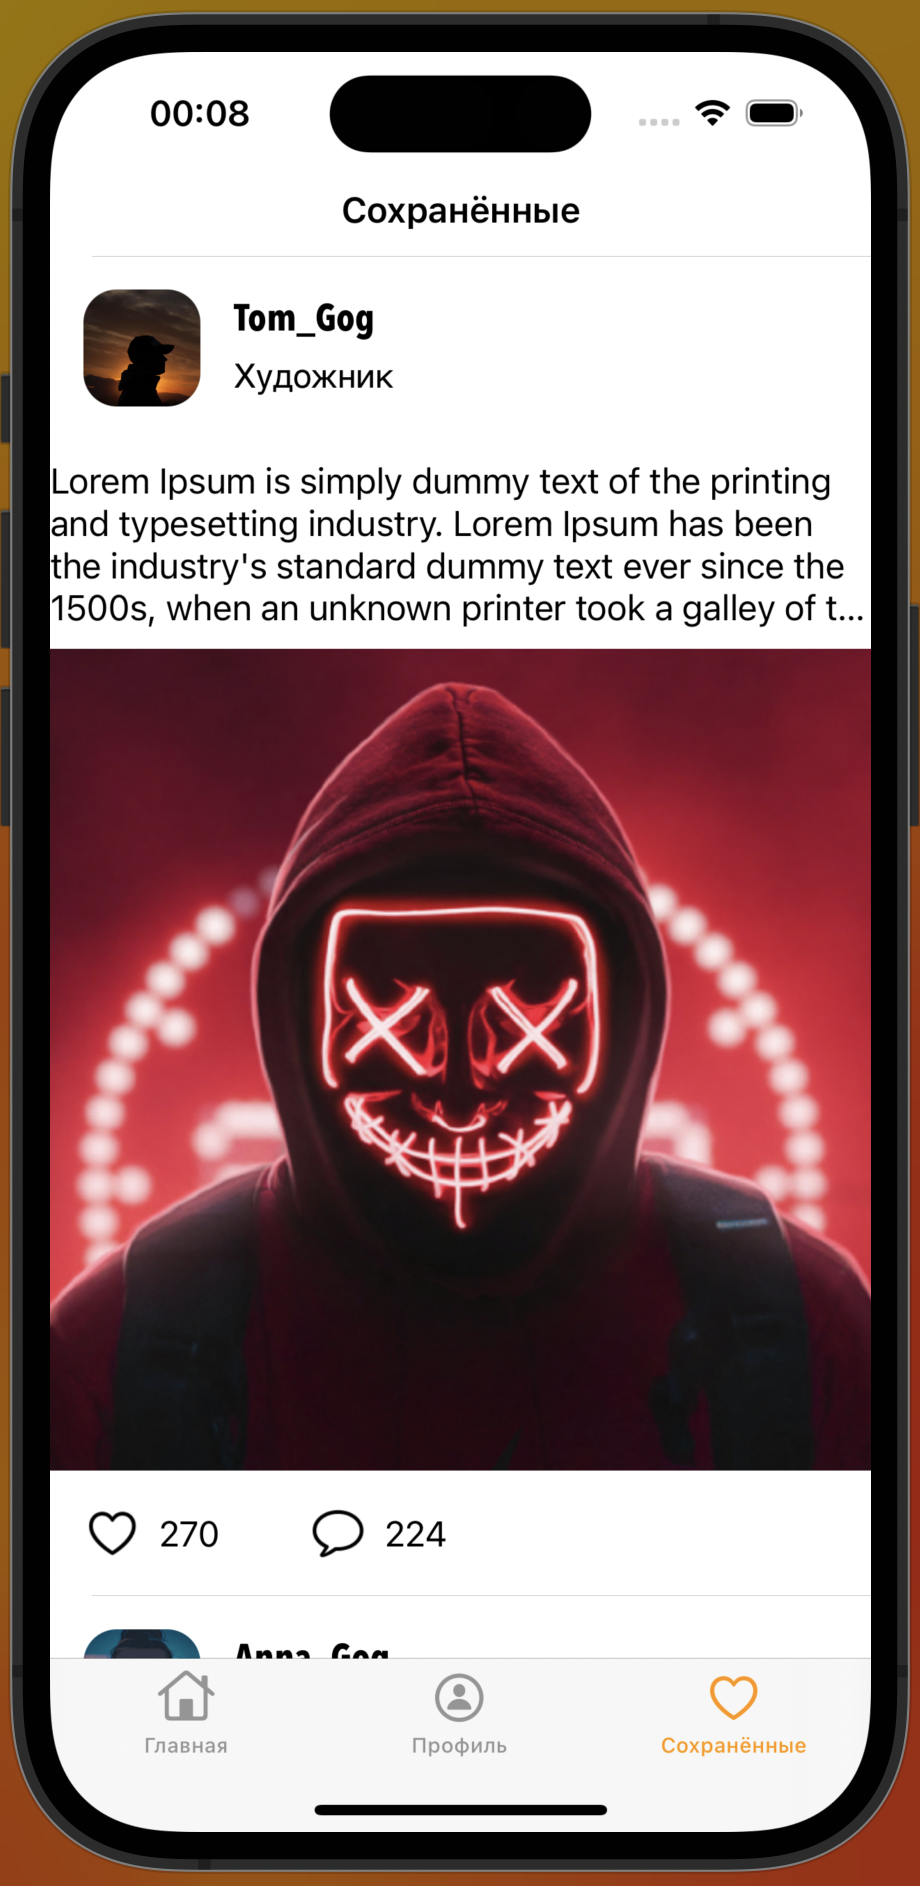 00:08
Сохранённые
Tom_Gog
Художник
Lorem Ipsum is simply dummy text of the printing
and typesetting industry. Lorem Ipsum has been
the industry's standard dummy text ever since the
1500s, when an unknown printer took a galley of t...
270
224
Anna_Gog
Главная
Профиль
Сохранённые